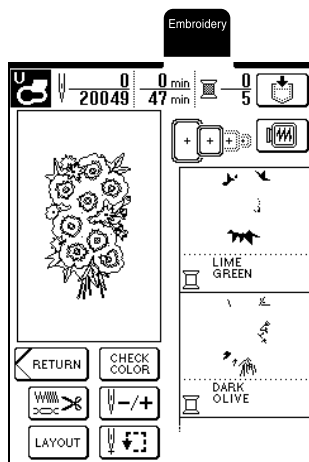 Embroidery
U
0 0 min 0
20049 47 min 5
LIME
GREEN
DARK
OLIVE
RETURN
CHECK
COLOR
-/+
LAYOUT